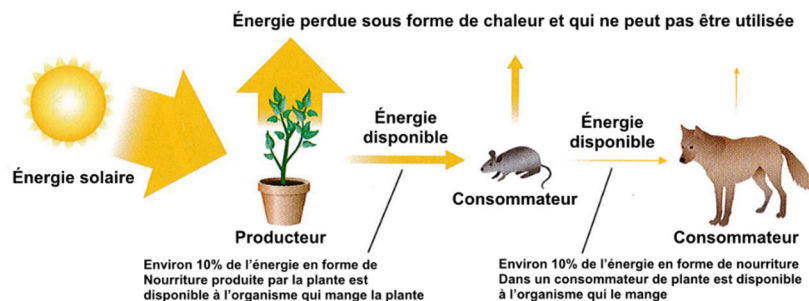 Énergie perdue sous forme de chaleur et qui ne peut pas être utilisée
Énergie
disponible
Énergie
disponible
Énergie solaire
Consommateur
Producteur
Consommateur
Environ 10% de l'énergie en forme de
Nourriture produite par la plante est
disponible à l'organisme qui mange la plante
Environ 10% de l'énergie en forme de nourriture
Dans un consommateur de plante est disponible
à l'organisme qui le mange